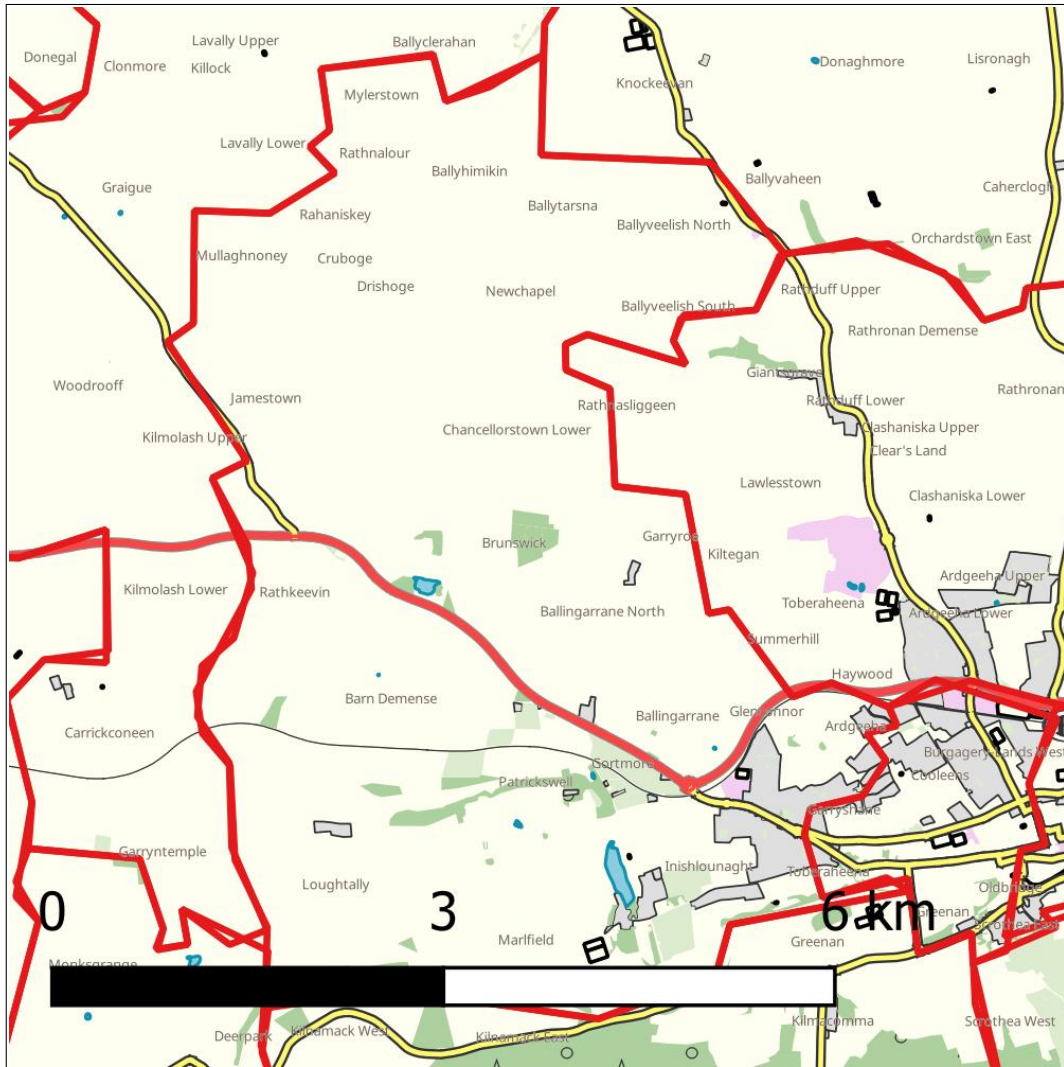 Lavally Upper
Ballyclerahan
Donegal
Clonmore
Killock
Donaghmore
Lisronagh
Knockeevan
Mylerstown
Lavally Lower
Rathnalour
Ballyhimikin
Ballyvaheen
Graigue
Caherclogh
Ballytarsna
Rahaniskey
Ballyveelish North
Orchardstown East
Mullaghnoney
Cruboge
Drishoge
Newchapel
Rathduff Upper
Ballyveelish South
Rathronan Demense
Giantsgrave
Woodrooff
Rathronan
Jamestown
Rathnasliggeen
Rathduff Lower
Chancellorstown Lower
Clashaniska Upper
Kilmolash Upper
Clear's Land
Lawlesstown
Clashaniska Lower
Garryroe
Brunswick
Kiltegan
Ardgeeha Upper
Kilmolash Lower
Rathkeevin
Toberaheena
Ballingarrane North
Ardgeeha Lower
Summerhill
Haywood
Barn Demense
Glenconnor
Ballingarrane
Ardgeeha
Carrickconeen
Burgagery-Lands West
Gortmore
Cooleens
Patrickswell
Garryshane
Garryntemple
Inishlounaght
Toberaheena
Loughtally
Oldbridge
0
3
6 km
Greenan
Scrothea East
Marlfield
Greenan
Monksgrange
Kilmacomma
Scrothea West
Deerpark
Kilnamack West
Kilnamack East